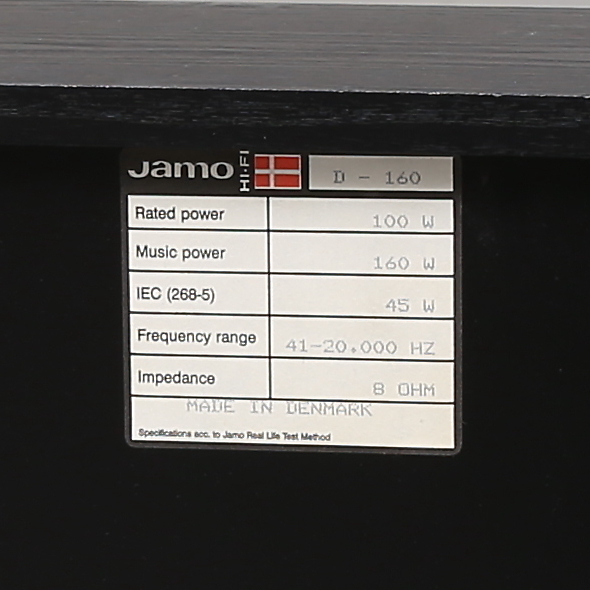 Jamo HI-FI D - 160
Rated power 100 W
Music power 160 W
IEC (268-5) 45 W
Frequency range 41-20.000 HZ
Impedance 8 OHM
MADE IN DENMARK
Specifications acc. to Jamo Real Life Test Method